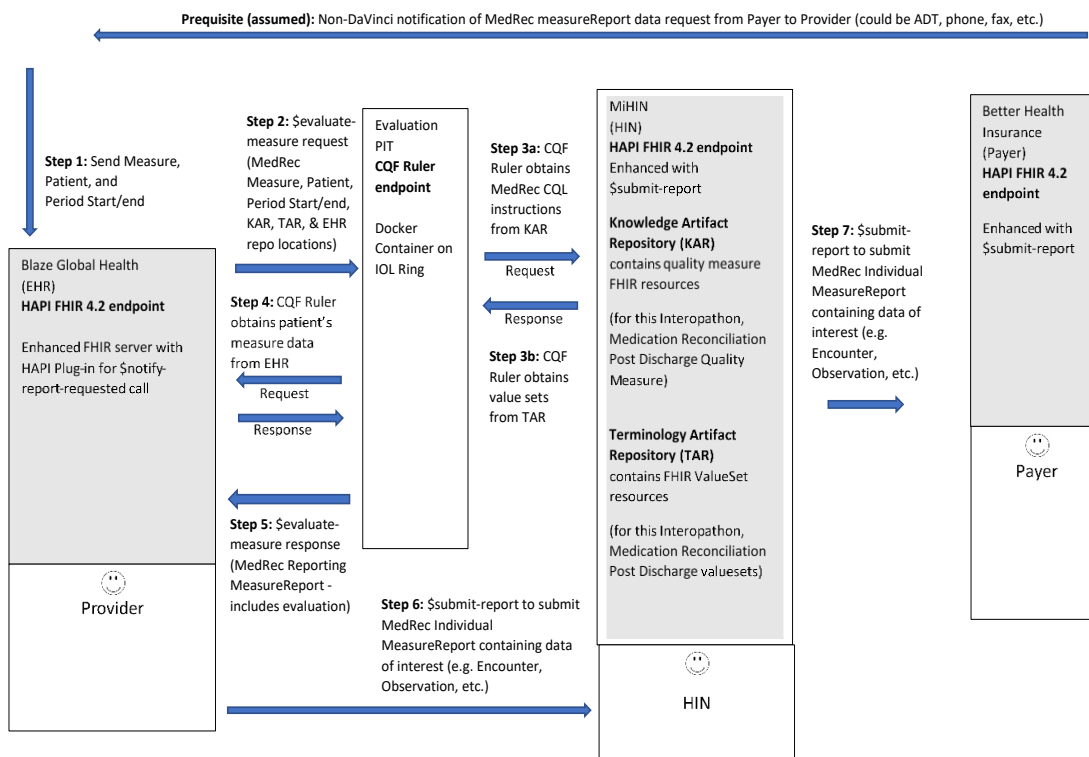 Prequisite (assumed): Non-DaVinci notification of MedRec measureReport data request from Payer to Provider (could be ADT, phone, fax, etc.)
Step 1: Send Measure,
Patient, and
Period Start/end
Blaze Global Health
(EHR)
HAPI FHIR 4.2 endpoint
Enhanced FHIR server with
HAPI Plug-in for $notify-
report-requested call
Provider
Step 2: $evaluate-
measure request
(MedRec
Measure, Patient,
Period Start/end,
KAR, TAR, & EHR
repo locations)
Step 4: CQF Ruler
obtains patient's
measure data
from EHR
Request
Response
Step 5: $evaluate-
measure response
(MedRec Reporting
MeasureReport -
includes evaluation)
Evaluation
PIT
CQF Ruler
endpoint
Docker
Container on
IOL Ring
Step 3a: CQF
Ruler obtains
MedRec CQL
instructions
from KAR
Request
Response
Step 3b: CQF
Ruler obtains
value sets
from TAR
Step 6: $submit-report to submit
MedRec Individual
MeasureReport containing data
of interest (e.g. Encounter,
Observation, etc.)
MiHIN
(HIN)
HAPI FHIR 4.2 endpoint
Enhanced with
$submit-report
Knowledge Artifact
Repository (KAR)
contains quality measure
FHIR resources
(for this Interopathon,
Medication Reconciliation
Post Discharge Quality
Measure)
Terminology Artifact
Repository (TAR)
contains FHIR ValueSet
resources
(for this Interopathon,
Medication Reconciliation
Post Discharge valuesets)
HIN
Step 7: $submit-
report to submit
MedRec Individual
MeasureReport
containing data of
interest (e.g.
Encounter,
Observation, etc.)
Better Health
Insurance
(Payer)
HAPI FHIR 4.2
endpoint
Enhanced with
$submit-report
Payer